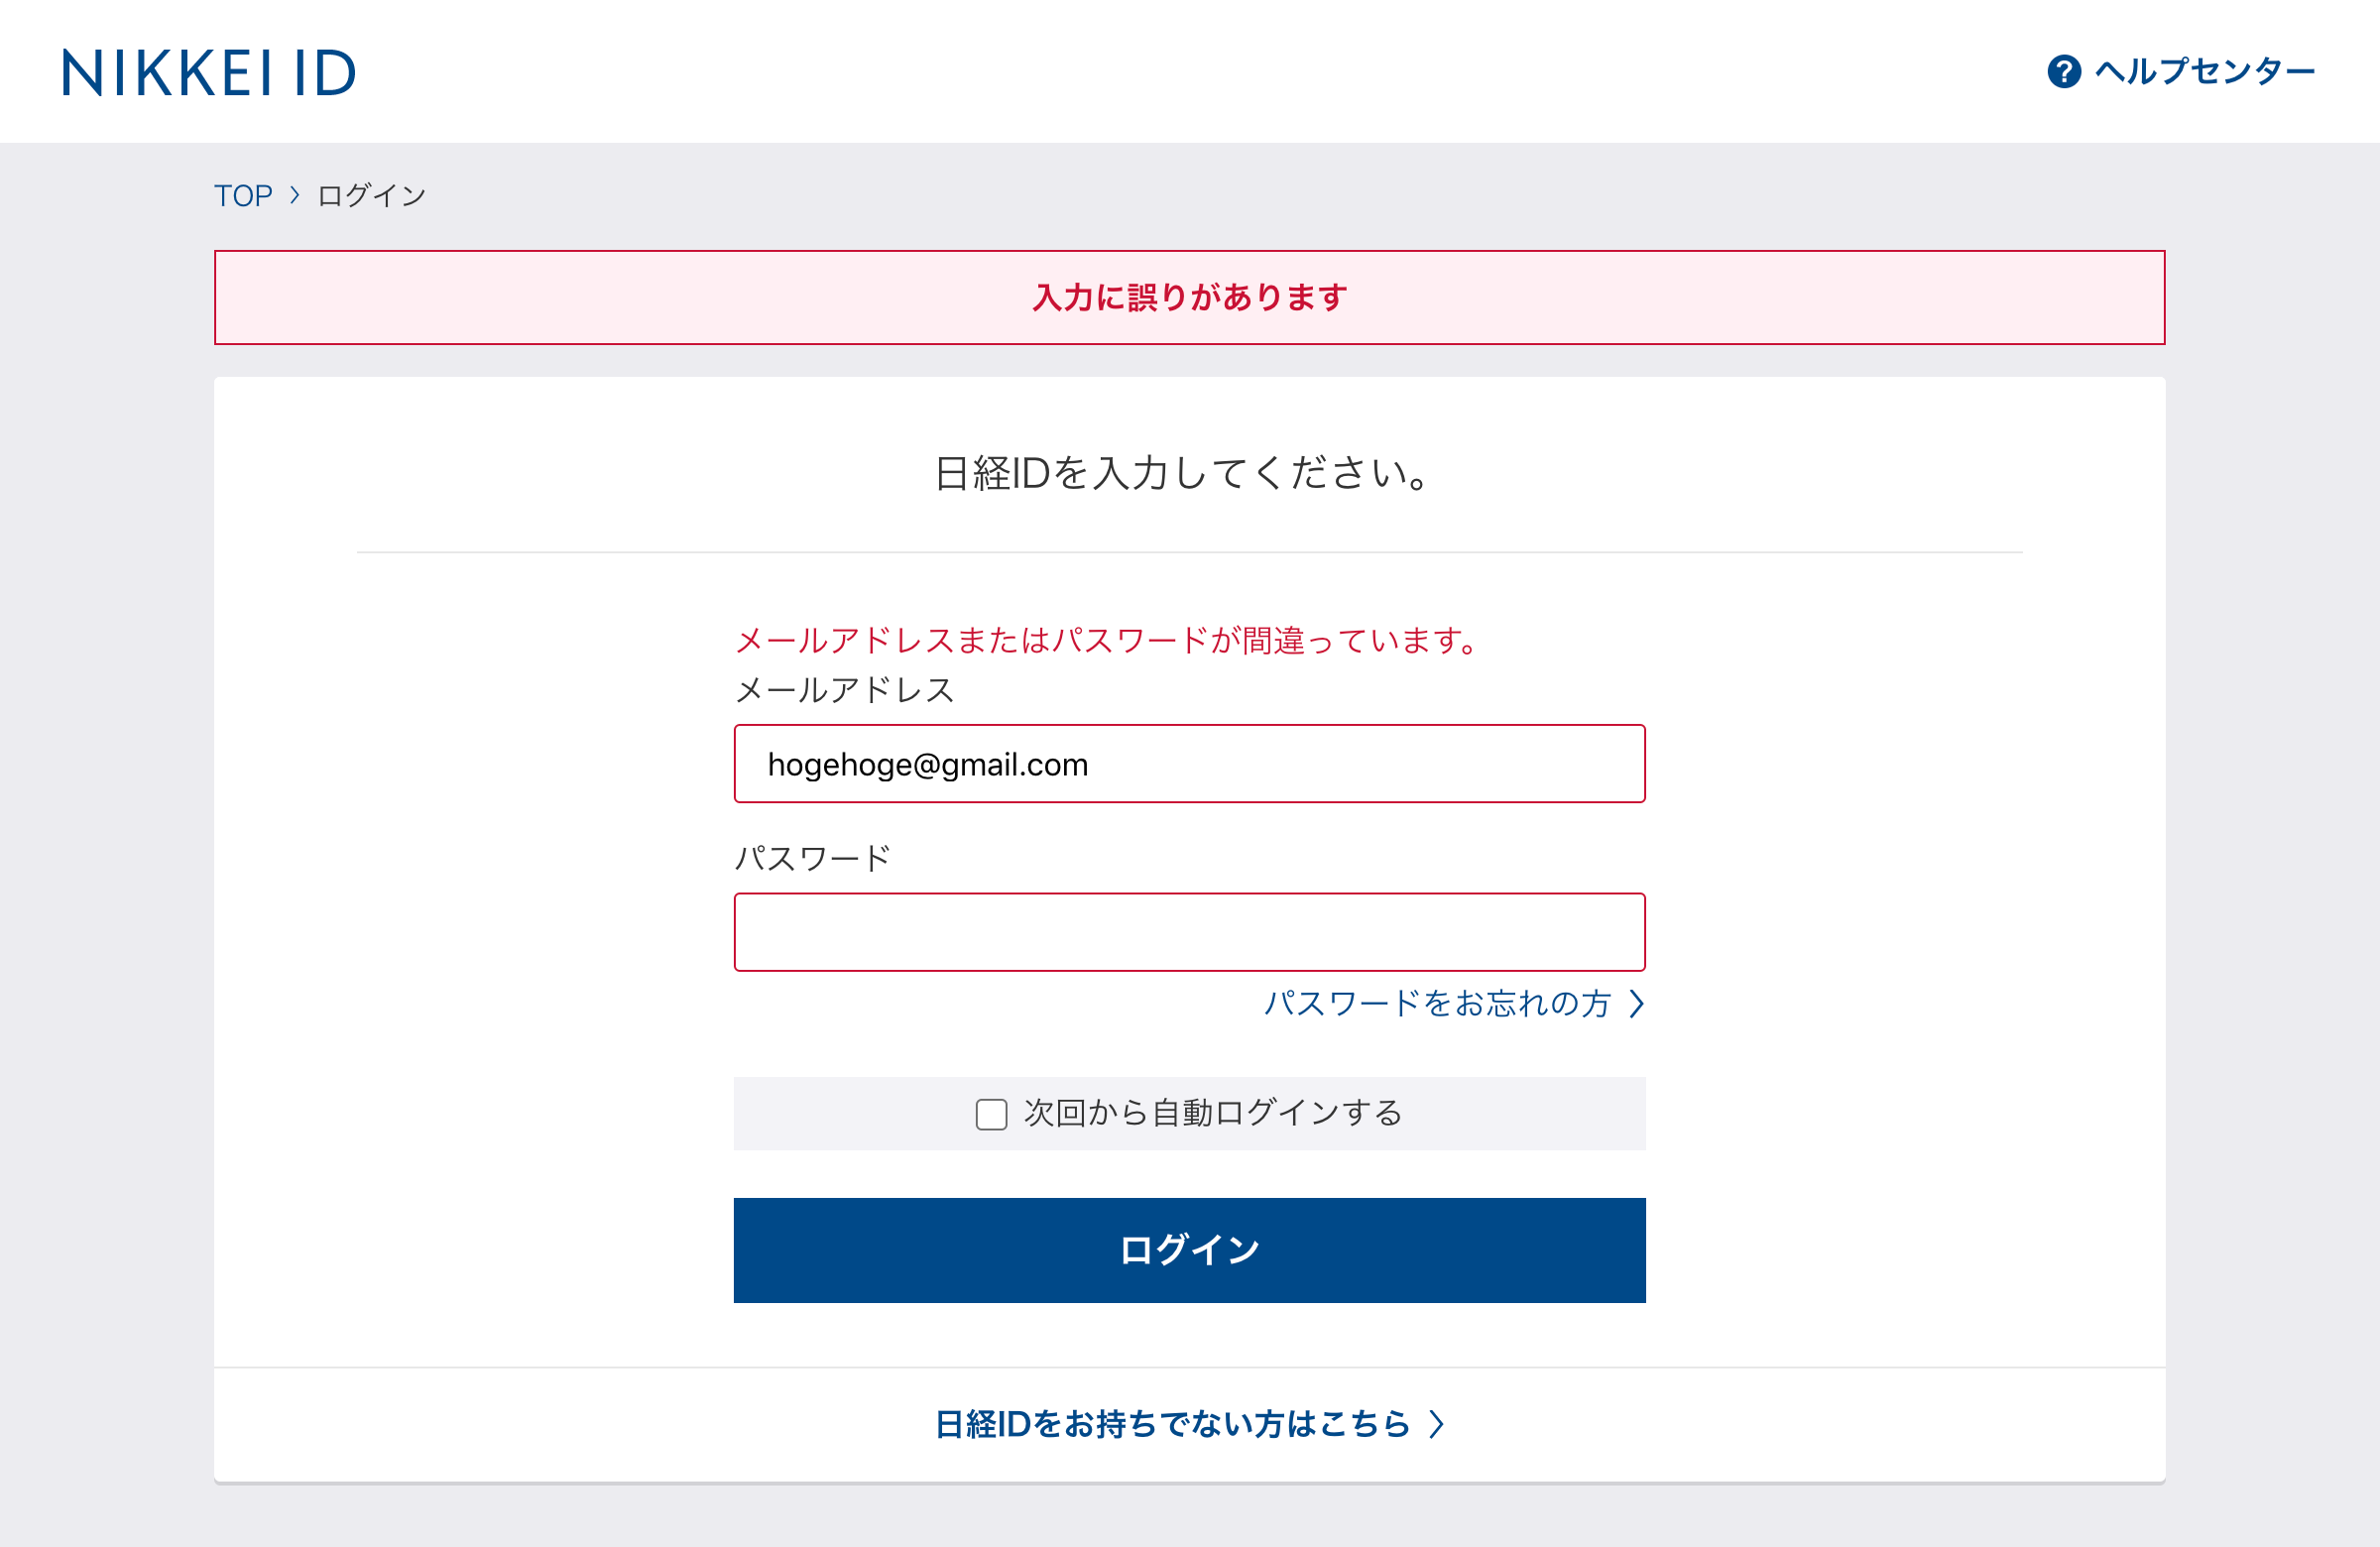 NIKKEI ID
? ヘルプセンター
TOP > ログイン
入力に誤りがあります
日経IDを入力してください。
メールアドレスまたはパスワードが間違っています。
メールアドレス
hogehoge@gmail.com
パスワード
パスワードをお忘れの方 >
次回から自動ログインする
ログイン
日経IDをお持ちでない方はこちら >